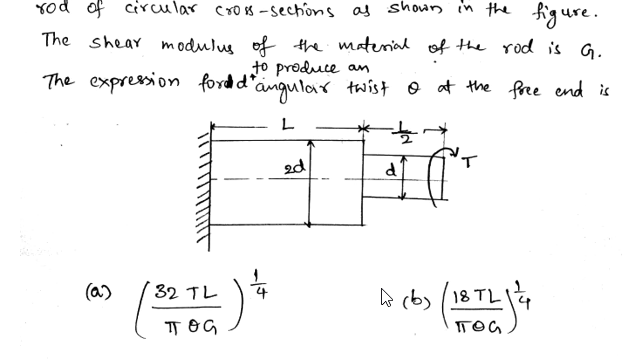 rod of circular cross-sections as shown in the figure.
The shear modulus of the material of the rod is G.
to produce an
The expression for d angular twist θ at the free end is
L
L/2
2d
d
T
(a) (32 TL / π θ G)^1/4
(b) (18 TL / π θ G)^1/4